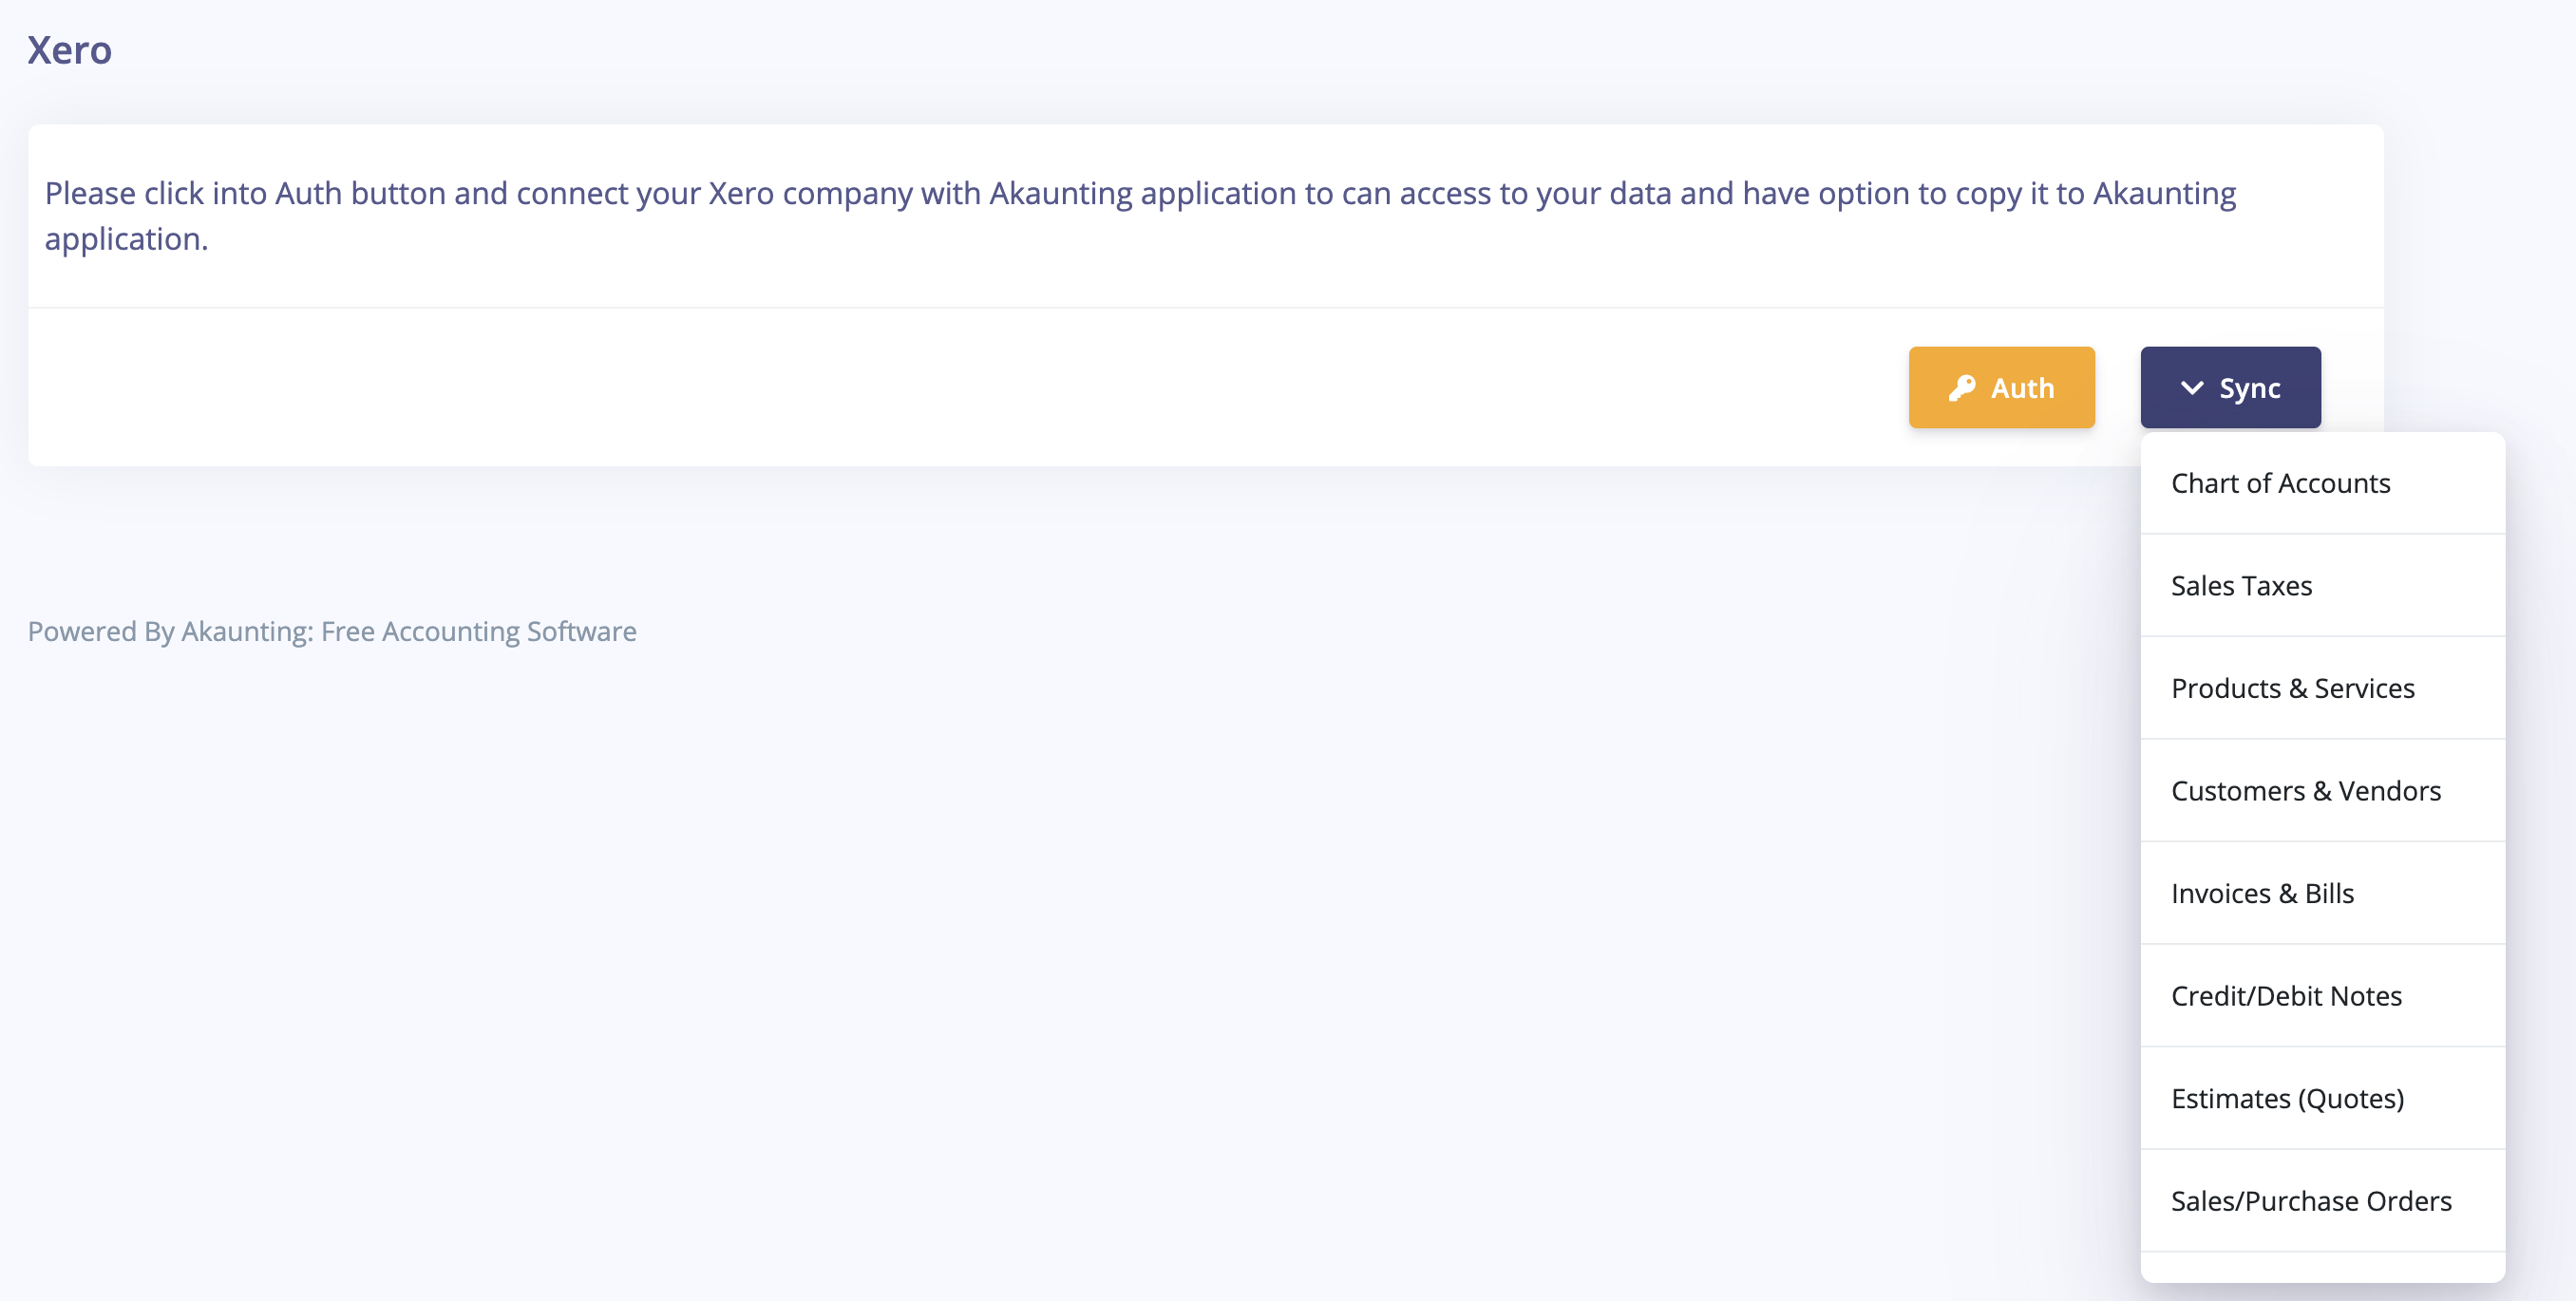 Xero
Please click into Auth button and connect your Xero company with Akaunting application to can access to your data and have option to copy it to Akaunting
application.
Auth
Sync
Chart of Accounts
Sales Taxes
Products & Services
Customers & Vendors
Invoices & Bills
Credit/Debit Notes
Estimates (Quotes)
Sales/Purchase Orders
Powered By Akaunting: Free Accounting Software